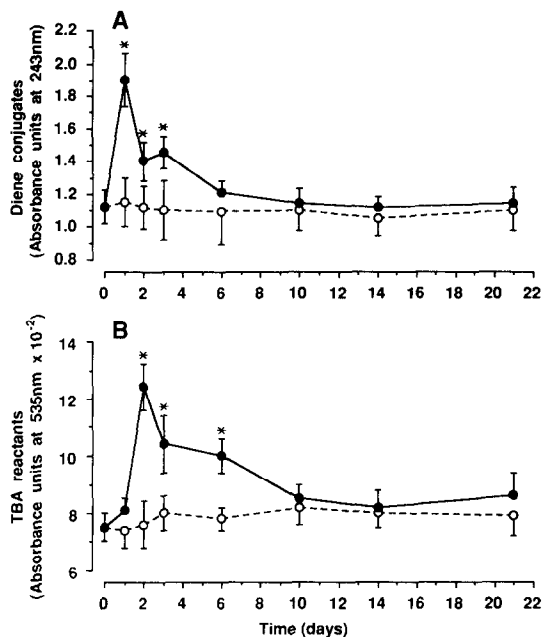 A
Diene conjugates
(Absorbance units at 243nm)
2.2
2.0
1.8
1.6
1.4
1.2
1.0
0.8
*
*
*
0 2 4 6 8 10 12 14 16 18 20 22
B
TBA reactants
(Absorbance units at 535nm x 10-2)
14
12
10
8
6
*
*
*
0 2 4 6 8 10 12 14 16 18 20 22
Time (days)